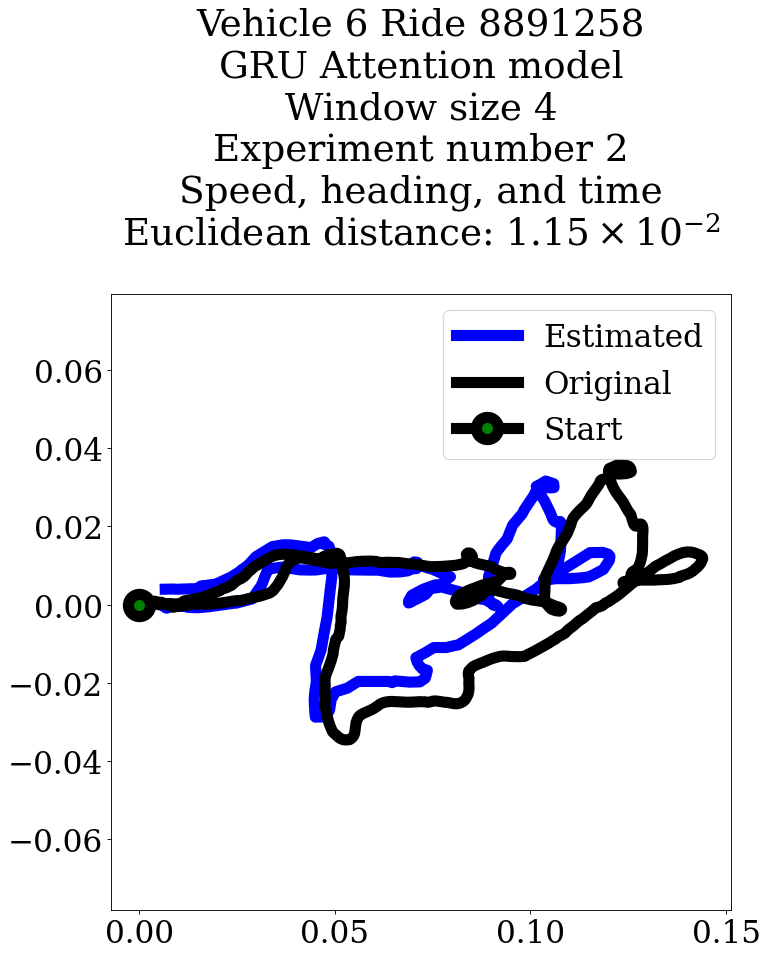 Vehicle 6 Ride 8891258
GRU Attention model
Window size 4
Experiment number 2
Speed, heading, and time
Euclidean distance: 1.15 × 10⁻²
Estimated
Original
Start
0.06
0.04
0.02
0.00
−0.02
−0.04
−0.06
0.00 0.05 0.10 0.15